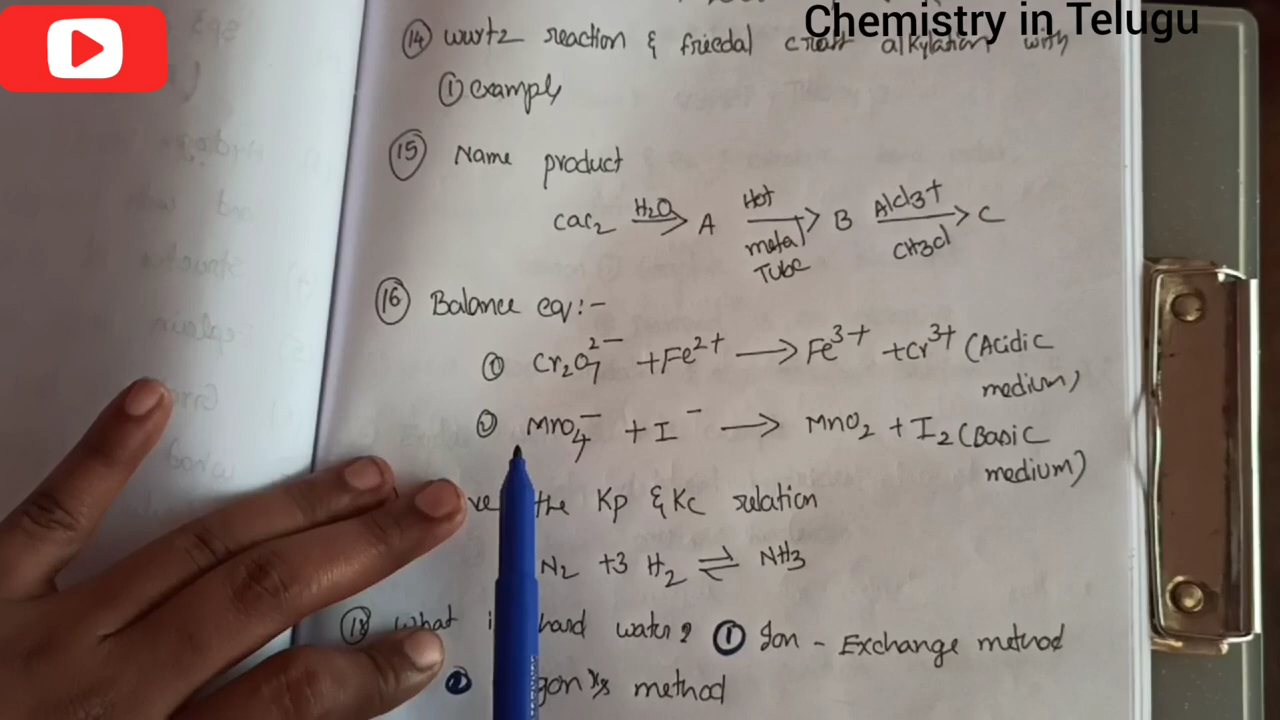 Chemistry in Telugu
⑭ wurtz reaction & friedal craft alkylation with
① example
⑮ Name product
CaC₂ H₂O→ A Hot metal Tube→ B AlCl3+ CH3Cl→ C
⑯ Balance eq:-
① Cr₂O₇²⁻ + Fe²⁺ → Fe³⁺ + Cr³⁺ (Acidic medium)
② MnO₄⁻ + I⁻ → MnO₂ + I₂ (Basic medium)
the Kp & Kc relation
N₂ + 3 H₂ ⇌ NH₃
⑱ What hard water? ① Ion - Exchange method
② method